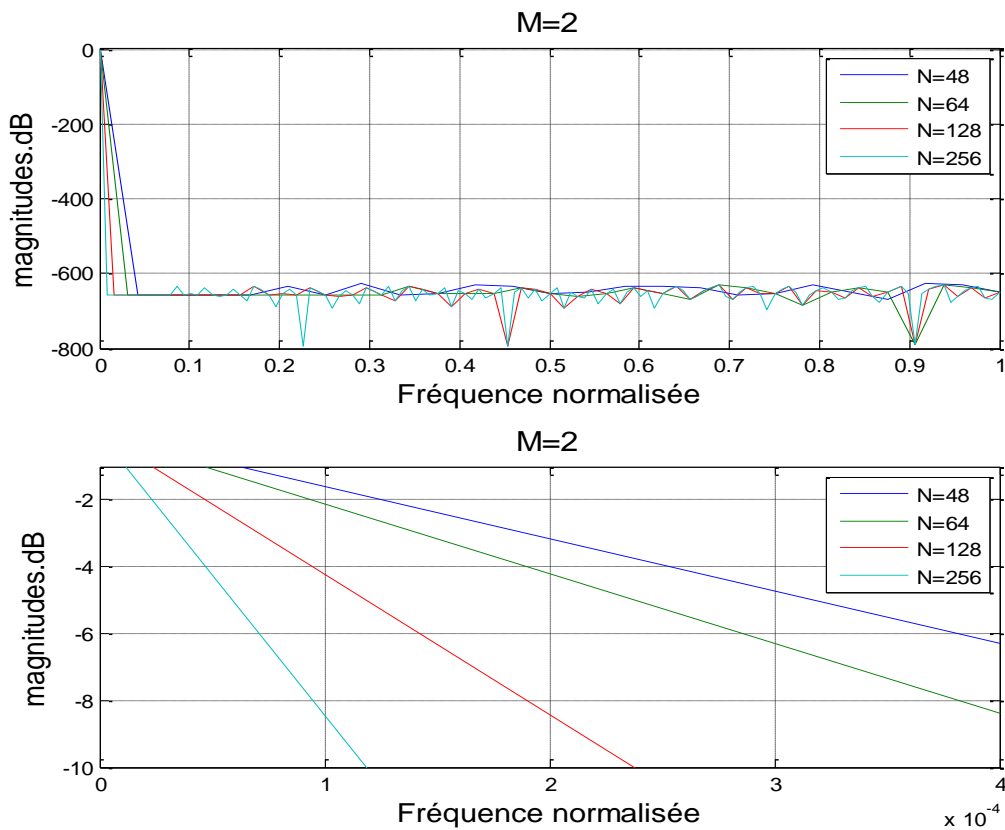 M=2
magnitudes.dB
0
-200
-400
-600
-800
N=48
N=64
N=128
N=256
0 0.1 0.2 0.3 0.4 0.5 0.6 0.7 0.8 0.9 1
Fréquence normalisée
M=2
magnitudes.dB
-2
-4
-6
-8
-10
N=48
N=64
N=128
N=256
0 1 2 3 4
Fréquence normalisée
x 10⁻⁴